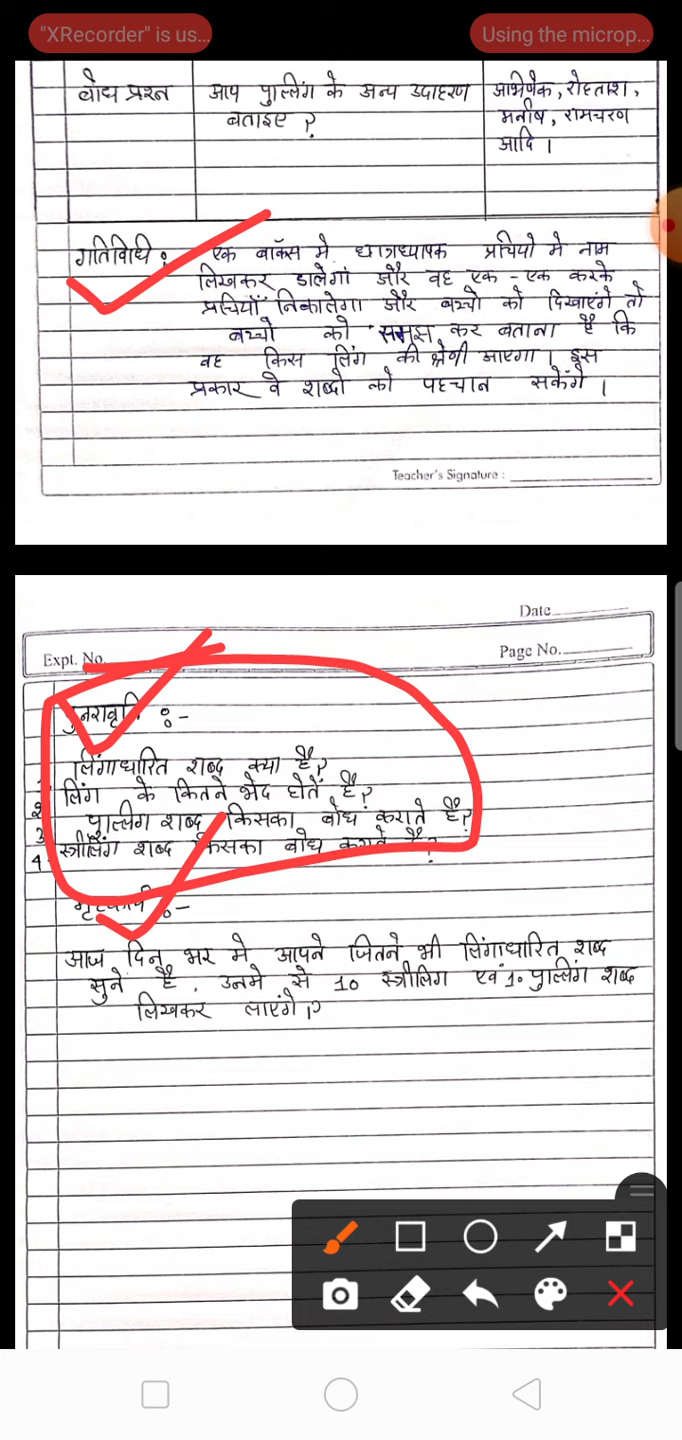 "XRecorder" is us...
Using the microp...
बोध प्रश्न
आप पुल्लिंग के अन्य उदाहरण
बताइए ?
अभिषेक, रोहताश,
मनीष, रामचरण
आदि ।
गतिविधि :
एक बॉक्स मे छात्राध्यापक प्रचियो मे नाम
लिखकर डालेगां और वह एक - एक करके
प्रचियाँ निकालेगा और बच्चो को दिखाएंगे तो
बच्चो को समझ कर बताना है कि
वह किस लिंग की श्रेणी आएगा । इस
प्रकार वे शब्दो को पहचान सकेंगे ।
Teacher's Signature :
Date
Expt. No.
Page No.
पुनरावृत्ति :-
लिंगाधारित शब्द क्या है?
2 लिंग के कितने भेद होतें है?
3 पुल्लिग शब्द किसका बोध कराते है?
4 स्त्रीलिंग शब्द किसका बोध कराते है?
गृहकार्य :-
आज दिन भर मे आपने जितने भी लिंगाधारित शब्द
सुने है , उनमे से 10 स्त्रीलिग एवं 10 पुल्लिंग शब्द
लिखकर लाएंगे ।?